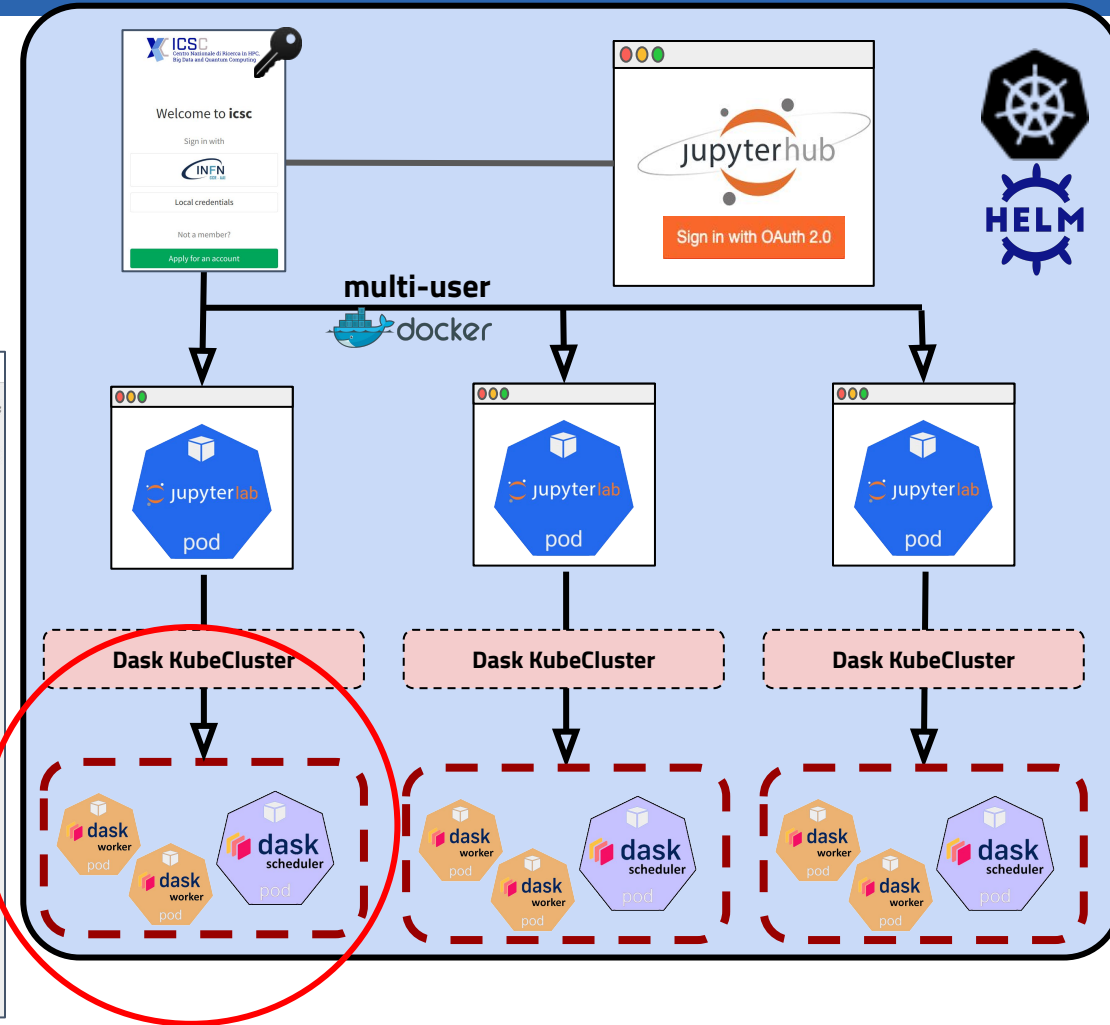 ICSC
Centro Nazionale di Ricerca in HPC,
Big Data and Quantum Computing
Welcome to icsc
Sign in with
INFN
Local credentials
Not a member?
Apply for an account
jupyterhub
Sign in with OAuth 2.0
HELM
multi-user
docker
jupyterlab
pod
jupyterlab
pod
jupyterlab
pod
Dask KubeCluster
Dask KubeCluster
Dask KubeCluster
dask
worker
pod
dask
worker
pod
dask
scheduler
pod
dask
worker
pod
dask
worker
pod
dask
scheduler
pod
dask
worker
pod
dask
worker
pod
dask
scheduler
pod